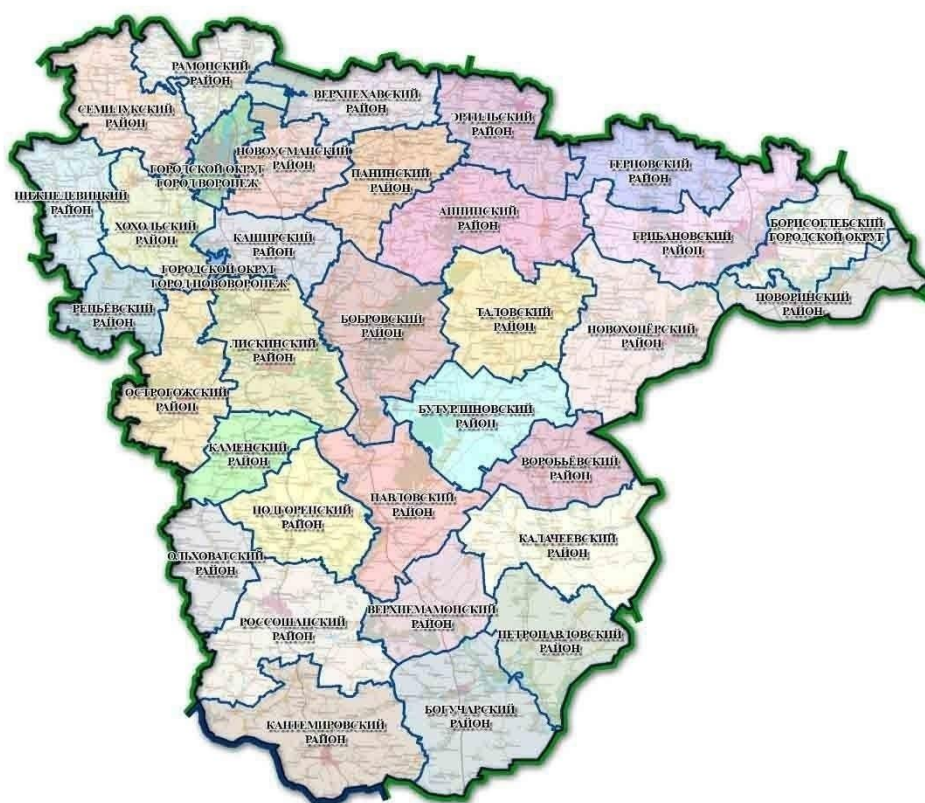 РАМОНСКИЙ
РАЙОН
ВЕРХНЕХАВСКИЙ
РАЙОН
СЕМИЛУКСКИЙ
РАЙОН
ЭРТИЛЬСКИЙ
РАЙОН
НОВОУСМАНСКИЙ
РАЙОН
ГОРОДСКОЙ ОКРУГ
ГОРОД ВОРОНЕЖ
ПАНИНСКИЙ
РАЙОН
ТЕРНОВСКИЙ
РАЙОН
НИЖНЕДЕВИЦКИЙ
РАЙОН
ХОХОЛЬСКИЙ
РАЙОН
АННИНСКИЙ
РАЙОН
ГРИБАНОВСКИЙ
РАЙОН
БОРИСОГЛЕБСКИЙ
ГОРОДСКОЙ ОКРУГ
КАШИРСКИЙ
РАЙОН
ГОРОДСКОЙ ОКРУГ
ГОРОД НОВОВОРОНЕЖ
РЕПЬЁВСКИЙ
РАЙОН
ПОВОРИНСКИЙ
РАЙОН
БОБРОВСКИЙ
РАЙОН
ТАЛОВСКИЙ
РАЙОН
НОВОХОПЁРСКИЙ
РАЙОН
ЛИСКИНСКИЙ
РАЙОН
ОСТРОГОЖСКИЙ
РАЙОН
БУТУРЛИНОВСКИЙ
РАЙОН
КАМЕНСКИЙ
РАЙОН
ВОРОБЬЁВСКИЙ
РАЙОН
ПОДГОРЕНСКИЙ
РАЙОН
ПАВЛОВСКИЙ
РАЙОН
КАЛАЧЕЕВСКИЙ
РАЙОН
ОЛЬХОВАТСКИЙ
РАЙОН
ВЕРХНЕМАМОНСКИЙ
РАЙОН
РОССОШАНСКИЙ
РАЙОН
ПЕТРОПАВЛОВСКИЙ
РАЙОН
БОГУЧАРСКИЙ
РАЙОН
КАНТЕМИРОВСКИЙ
РАЙОН